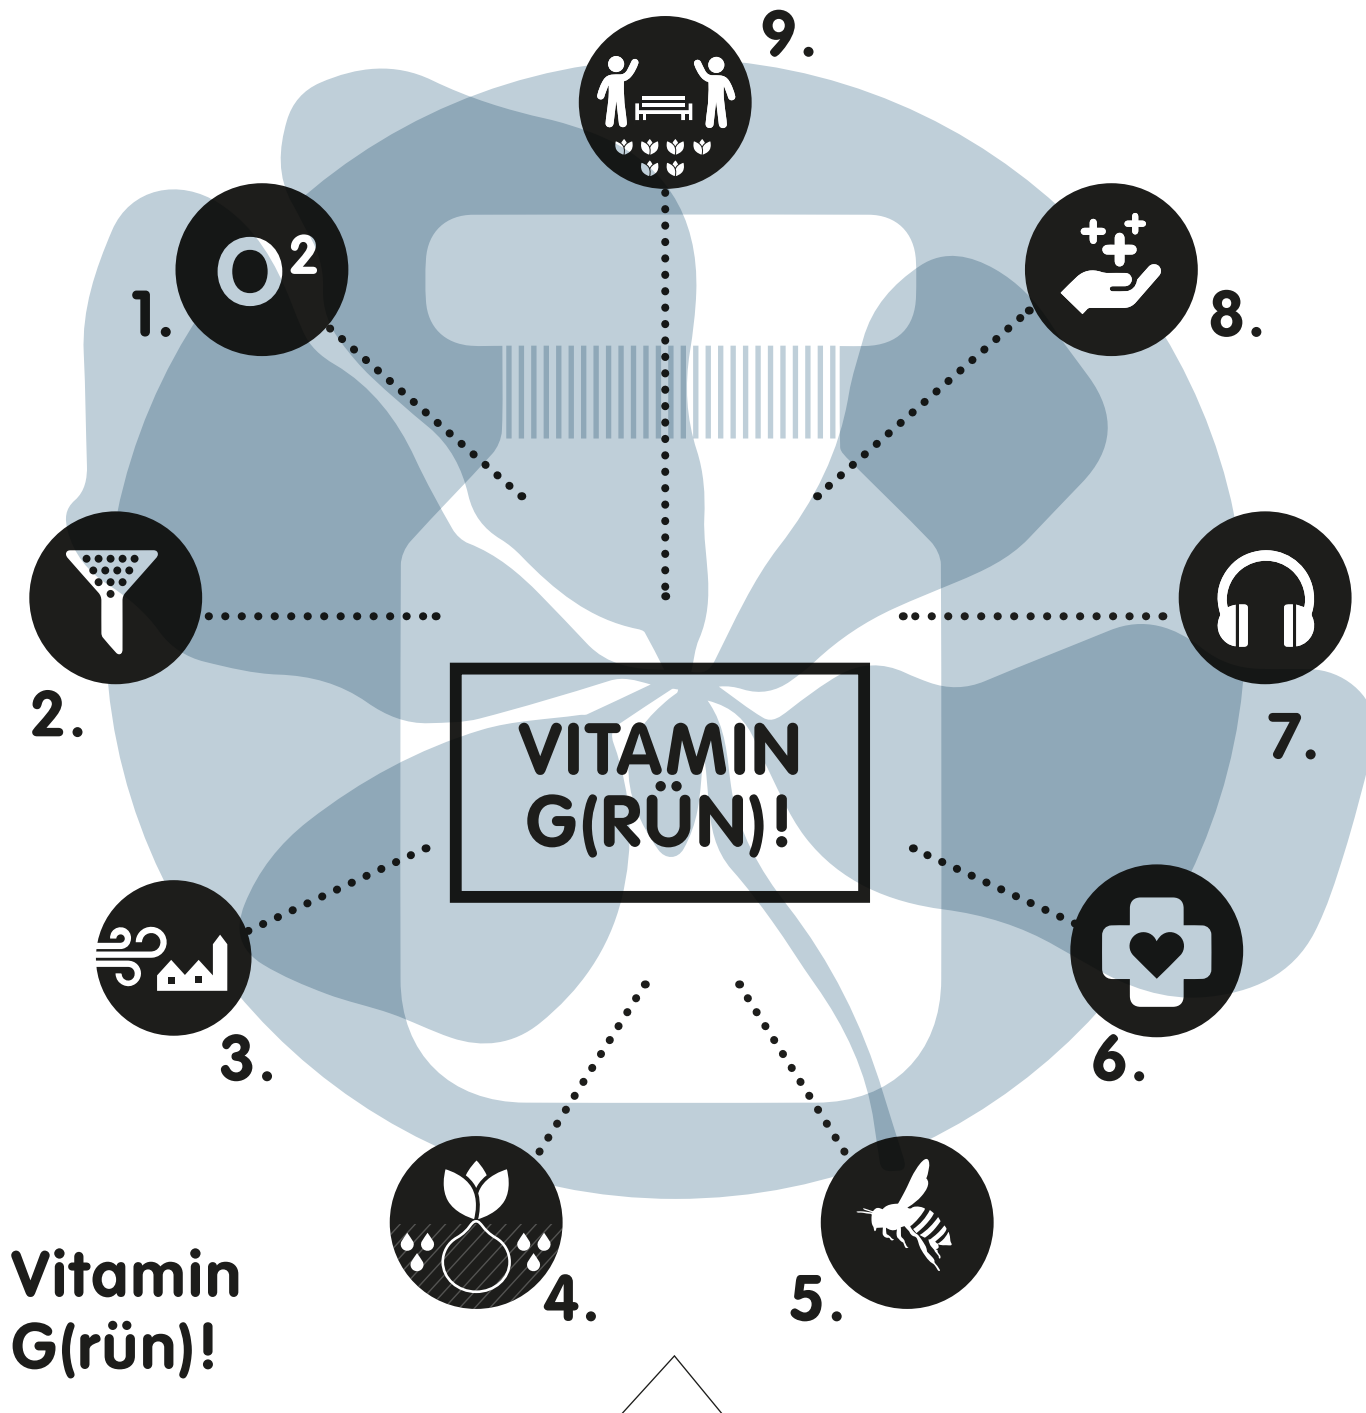 9.
O²
1.
8.
2.
7.
VITAMIN
G(RÜN)!
3.
6.
4.
5.
Vitamin
G(rün)!